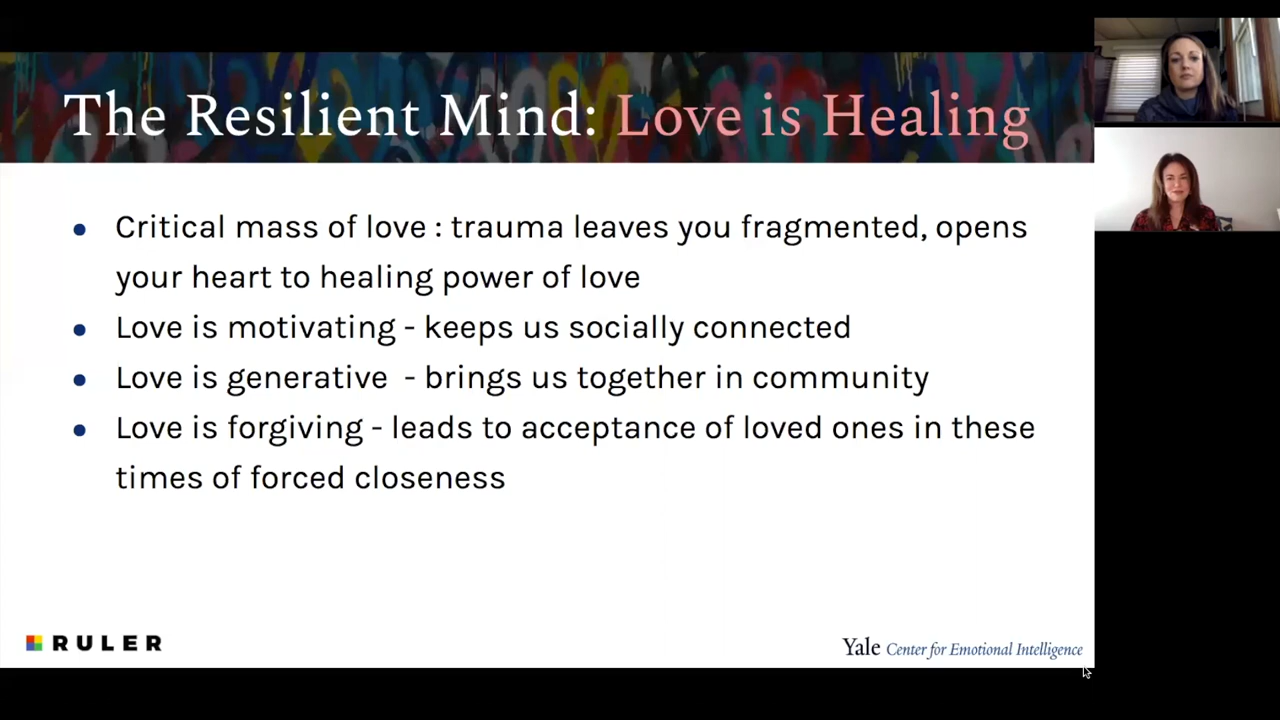 The Resilient Mind: Love is Healing
• Critical mass of love : trauma leaves you fragmented, opens
your heart to healing power of love
• Love is motivating - keeps us socially connected
• Love is generative - brings us together in community
• Love is forgiving - leads to acceptance of loved ones in these
times of forced closeness
RULER
Yale Center for Emotional Intelligence